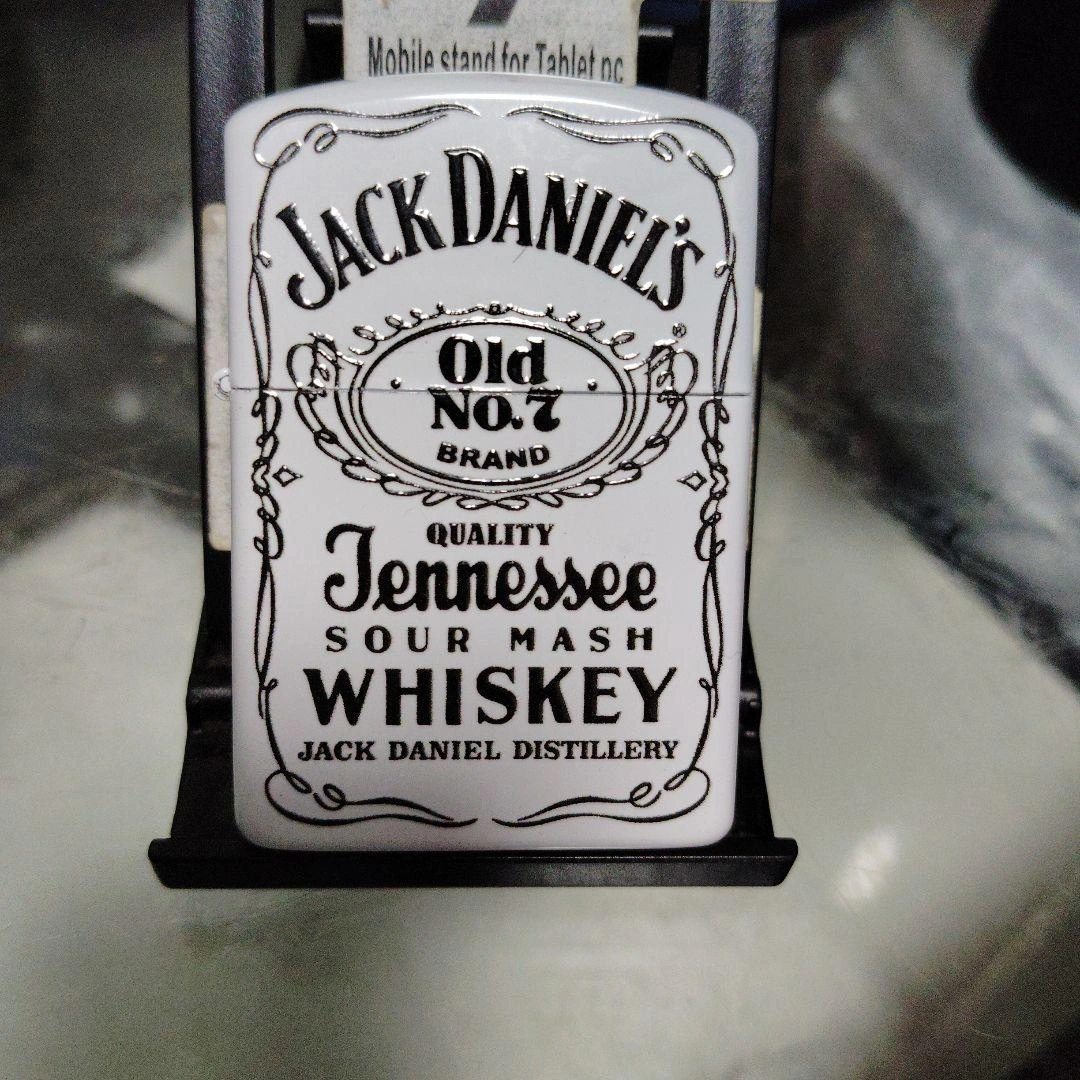 Mobile stand for Tablet pc
JACK DANIEL'S
®
Old
No.7
BRAND
QUALITY
Tennessee
SOUR MASH
WHISKEY
JACK DANIEL DISTILLERY